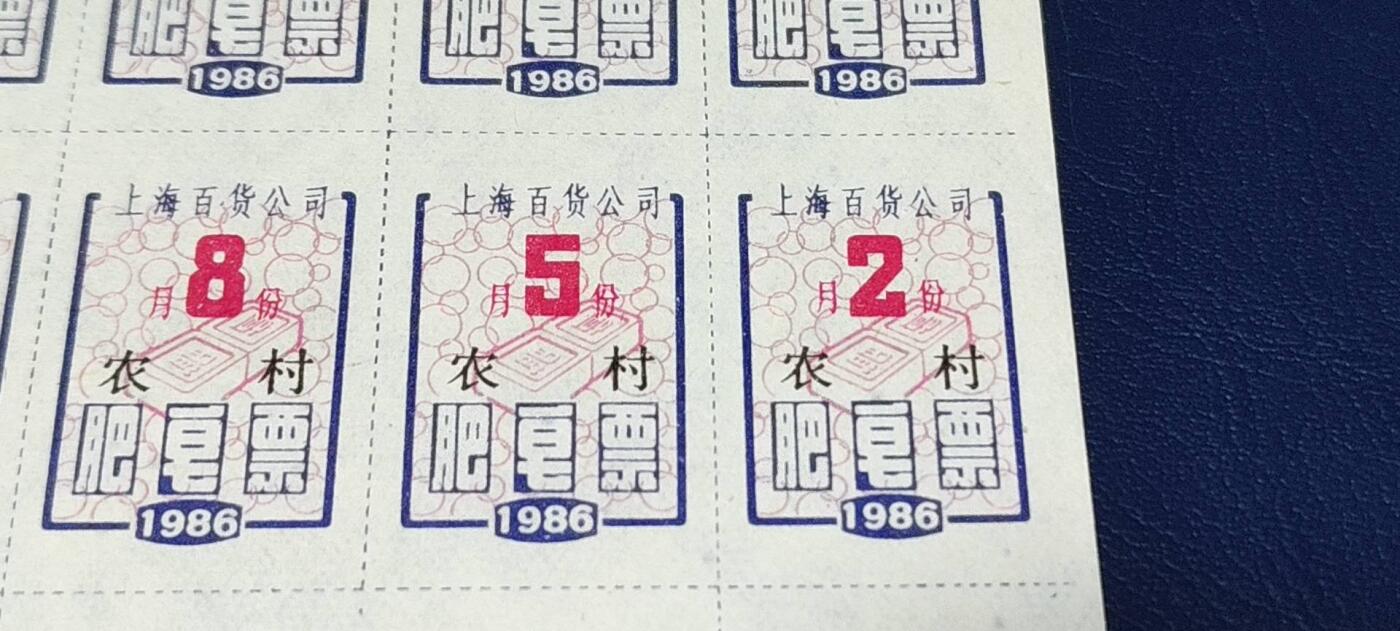 肥皂票 肥皂票 肥皂票
1986 1986 1986
上海百货公司 上海百货公司 上海百货公司
8月份 5月份 2月份
农村 农村 农村
肥皂票 肥皂票 肥皂票
1986 1986 1986